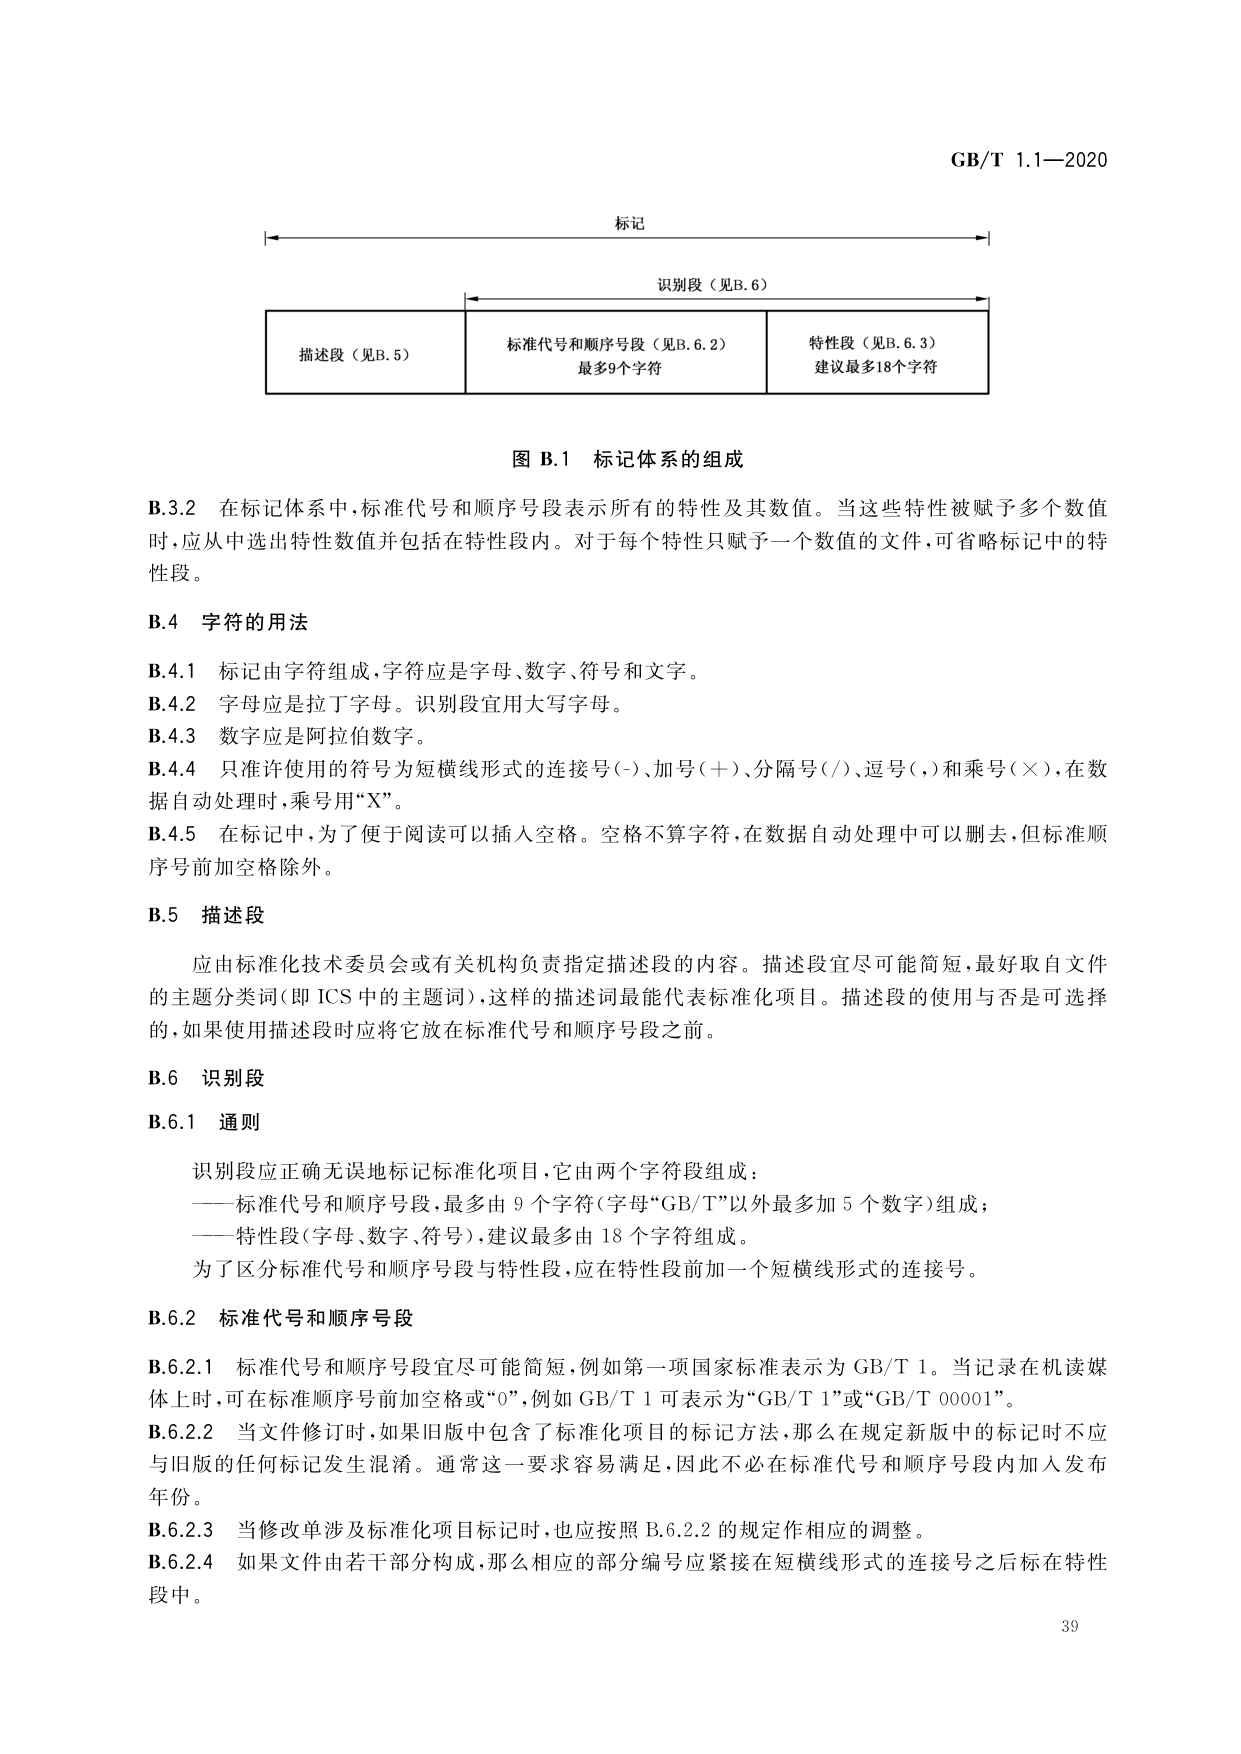 GB/T 1.1—2020
标记
识别段（见B.6）
描述段（见B.5）
标准代号和顺序号段（见B.6.2）
最多9个字符
特性段（见B.6.3）
建议最多18个字符
图 B.1 标记体系的组成
B.3.2 在标记体系中,标准代号和顺序号段表示所有的特性及其数值。当这些特性被赋予多个数值
时,应从中选出特性数值并包括在特性段内。对于每个特性只赋予一个数值的文件,可省略标记中的特
性段。
B.4 字符的用法
B.4.1 标记由字符组成,字符应是字母、数字、符号和文字。
B.4.2 字母应是拉丁字母。识别段宜用大写字母。
B.4.3 数字应是阿拉伯数字。
B.4.4 只准许使用的符号为短横线形式的连接号(-)、加号(＋)、分隔号(/)、逗号(,)和乘号(×),在数
据自动处理时,乘号用“X”。
B.4.5 在标记中,为了便于阅读可以插入空格。空格不算字符,在数据自动处理中可以删去,但标准顺
序号前加空格除外。
B.5 描述段
应由标准化技术委员会或有关机构负责指定描述段的内容。描述段宜尽可能简短,最好取自文件
的主题分类词(即 ICS 中的主题词),这样的描述词最能代表标准化项目。描述段的使用与否是可选择
的,如果使用描述段时应将它放在标准代号和顺序号段之前。
B.6 识别段
B.6.1 通则
识别段应正确无误地标记标准化项目,它由两个字符段组成:
——标准代号和顺序号段,最多由 9 个字符(字母“GB/T”以外最多加 5 个数字)组成;
——特性段(字母、数字、符号),建议最多由 18 个字符组成。
为了区分标准代号和顺序号段与特性段,应在特性段前加一个短横线形式的连接号。
B.6.2 标准代号和顺序号段
B.6.2.1 标准代号和顺序号段宜尽可能简短,例如第一项国家标准表示为 GB/T 1。当记录在机读媒
体上时,可在标准顺序号前加空格或“0”,例如 GB/T 1 可表示为“GB/T 1”或“GB/T 00001”。
B.6.2.2 当文件修订时,如果旧版中包含了标准化项目的标记方法,那么在规定新版中的标记时不应
与旧版的任何标记发生混淆。通常这一要求容易满足,因此不必在标准代号和顺序号段内加入发布
年份。
B.6.2.3 当修改单涉及标准化项目标记时,也应按照 B.6.2.2 的规定作相应的调整。
B.6.2.4 如果文件由若干部分构成,那么相应的部分编号应紧接在短横线形式的连接号之后标在特性
段中。
39